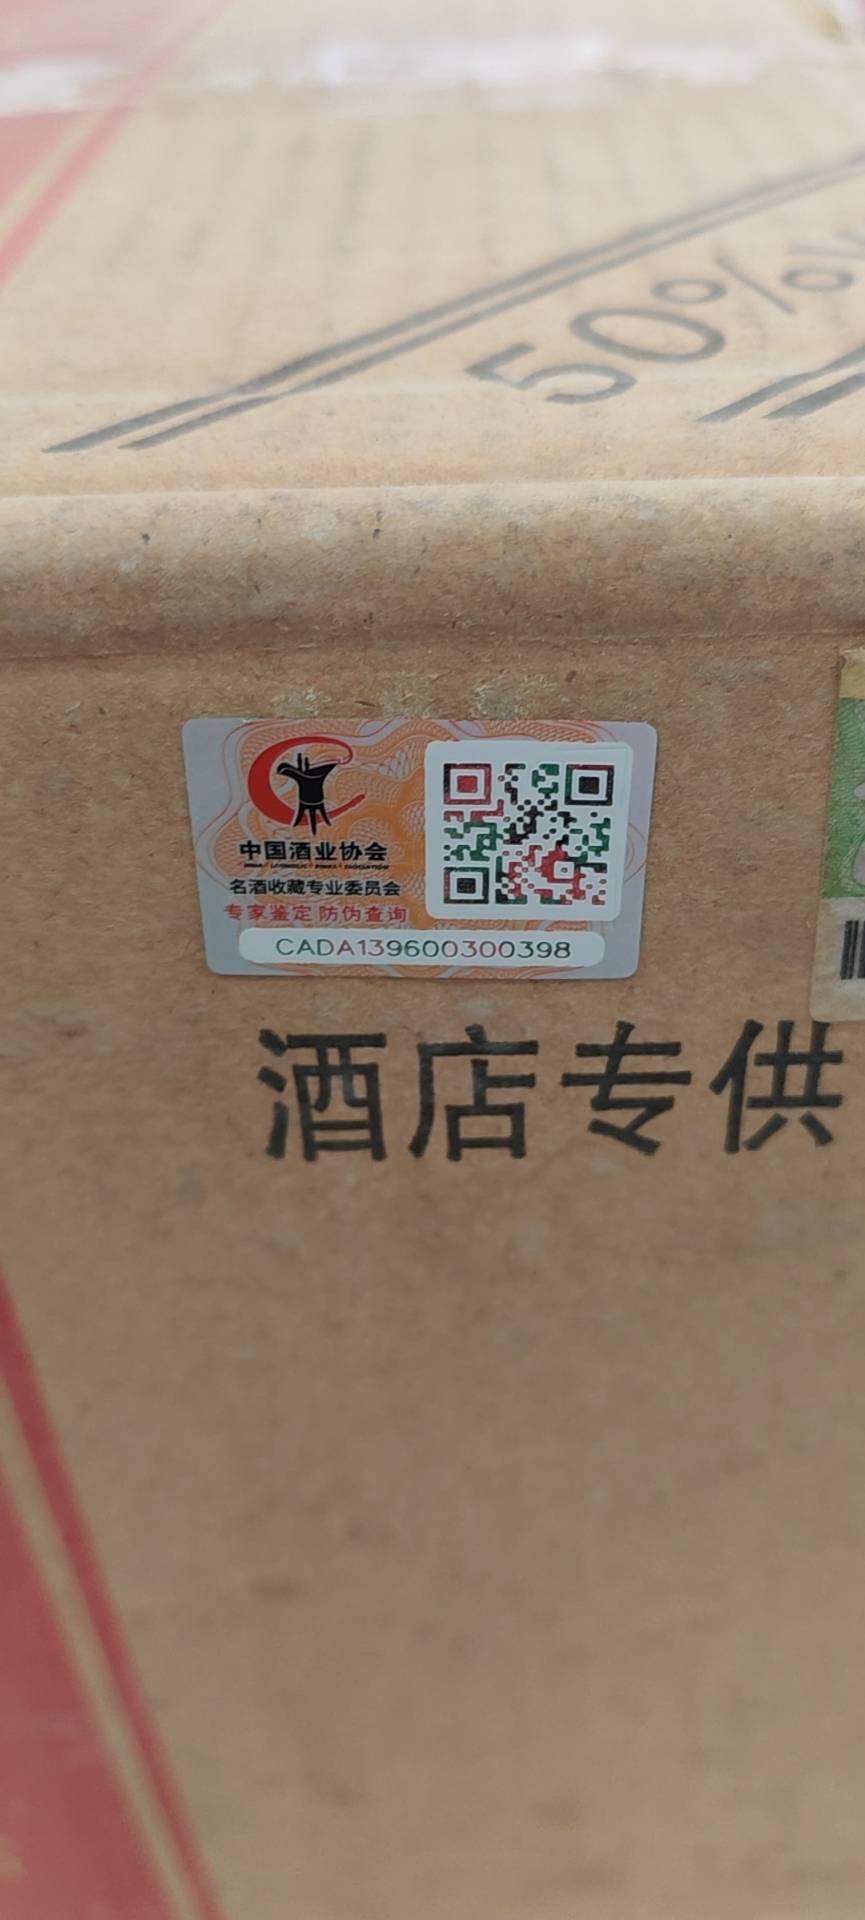 50%
中国酒业协会
名酒收藏专业委员会
专家鉴定 防伪查询
CADA139600300398
酒店专供